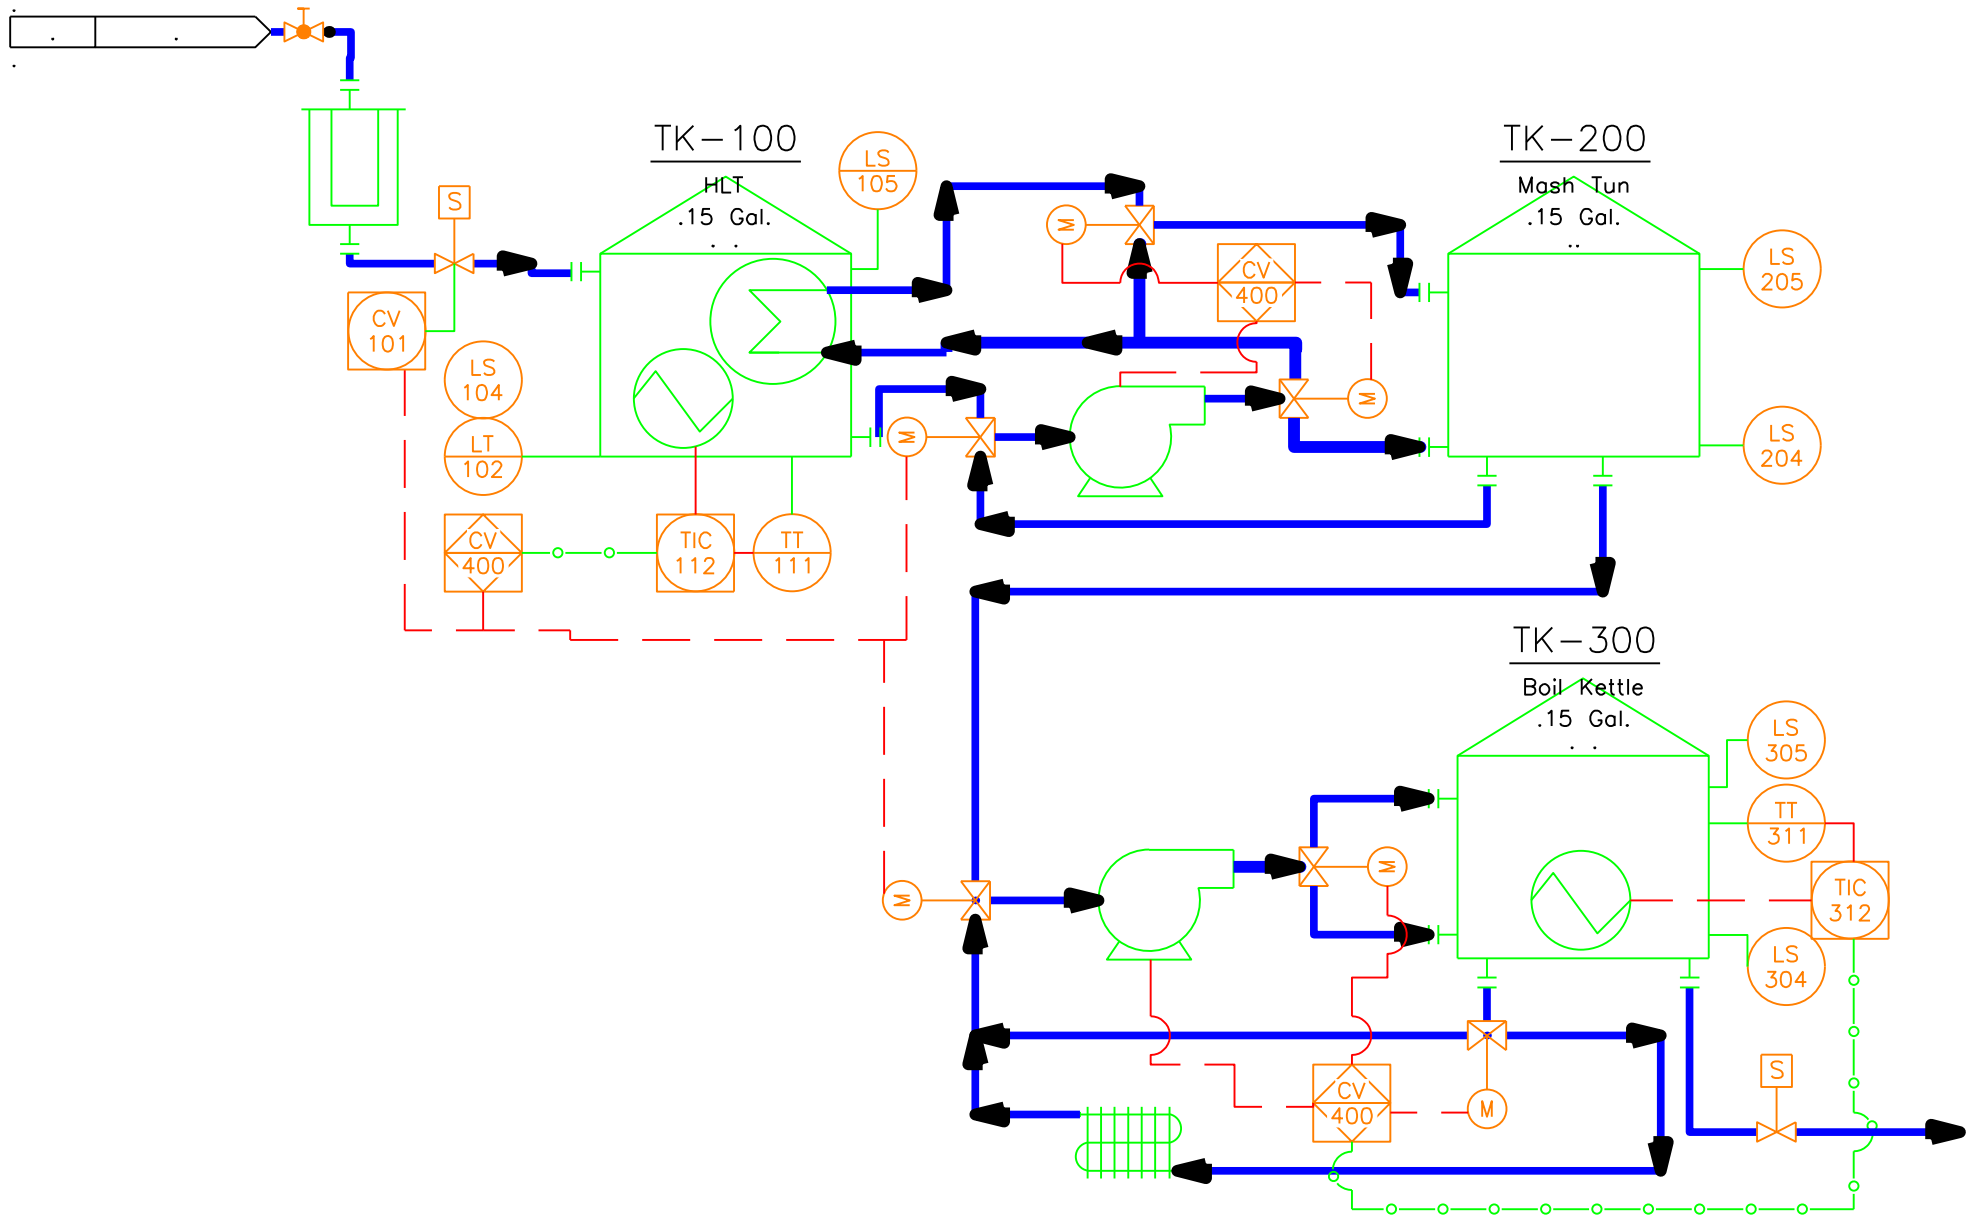 TK-100
HLT
.15 Gal.
. .
LS
105
TK-200
Mash Tun
.15 Gal.
..
S
M
CV
400
LS
205
CV
101
LS
104
LT
102
M
M
LS
204
CV
400
TIC
112
TT
111
TK-300
Boil Kettle
.15 Gal.
. .
LS
305
TT
311
M
M
TIC
312
LS
304
S
CV
400
M